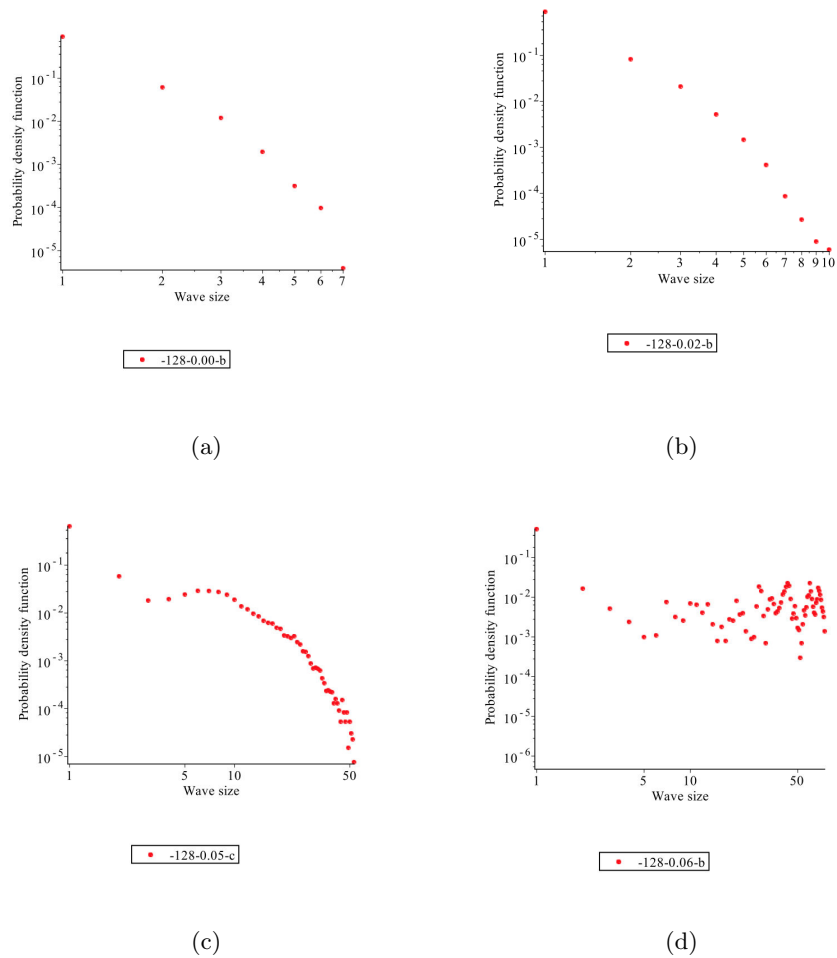 Probability density function
10^-1
10^-2
10^-3
10^-4
10^-5
1 2 3 4 5 6 7
Wave size
-128-0.00-b
(a)
Probability density function
10^-1
10^-2
10^-3
10^-4
10^-5
1 2 3 4 5 6 7 8 9 10
Wave size
-128-0.02-b
(b)
Probability density function
10^-1
10^-2
10^-3
10^-4
10^-5
1 5 10 50
Wave size
-128-0.05-c
(c)
Probability density function
10^-1
10^-2
10^-3
10^-4
10^-5
10^-6
1 5 10 50
Wave size
-128-0.06-b
(d)